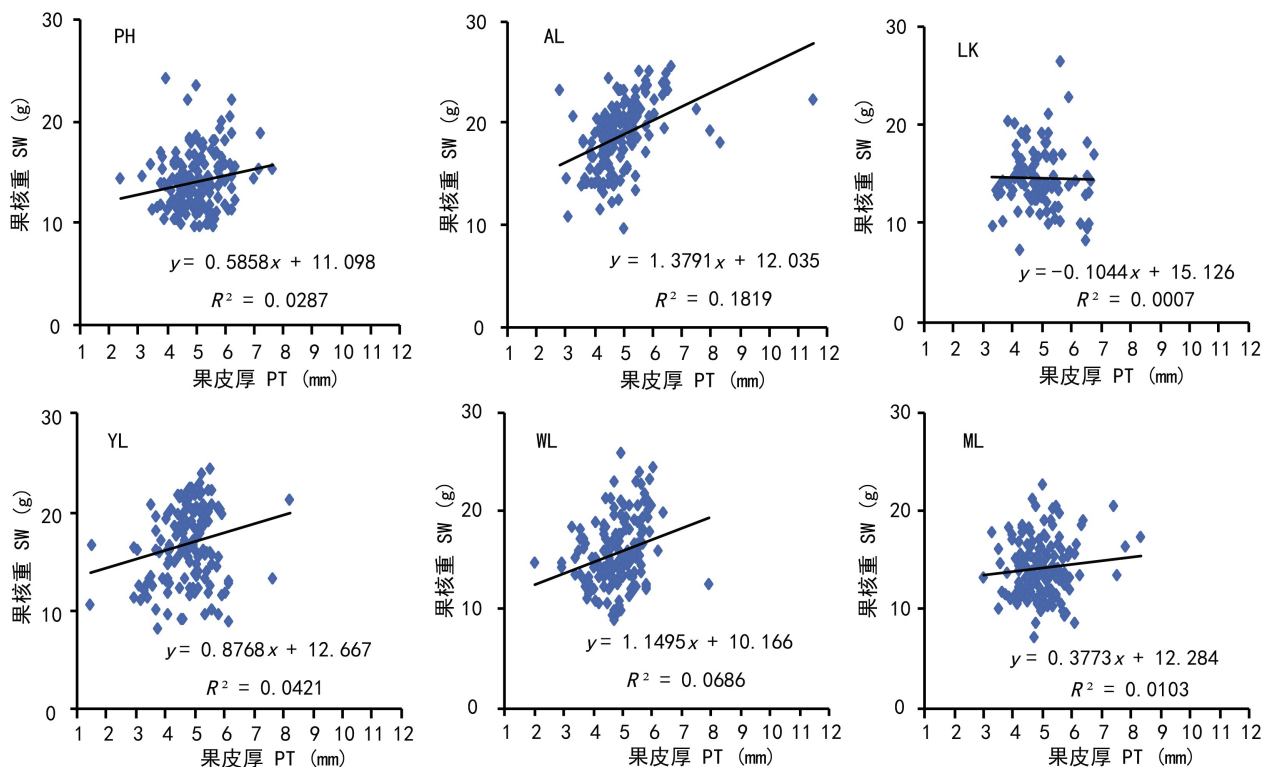 PH
果核重 SW (g)
30
20
10
0
y = 0.5858x + 11.098
R² = 0.0287
1 2 3 4 5 6 7 8 9 10 11 12
果皮厚 PT (mm)
AL
果核重 SW (g)
30
20
10
0
y = 1.3791x + 12.035
R² = 0.1819
1 2 3 4 5 6 7 8 9 10 11 12
果皮厚 PT (mm)
LK
果核重 SW (g)
30
20
10
0
y = -0.1044x + 15.126
R² = 0.0007
1 2 3 4 5 6 7 8 9 10 11 12
果皮厚 PT (mm)
YL
果核重 SW (g)
30
20
10
0
y = 0.8768x + 12.667
R² = 0.0421
1 2 3 4 5 6 7 8 9 10 11 12
果皮厚 PT (mm)
WL
果核重 SW (g)
30
20
10
0
y = 1.1495x + 10.166
R² = 0.0686
1 2 3 4 5 6 7 8 9 10 11 12
果皮厚 PT (mm)
ML
果核重 SW (g)
30
20
10
0
y = 0.3773x + 12.284
R² = 0.0103
1 2 3 4 5 6 7 8 9 10 11 12
果皮厚 PT (mm)